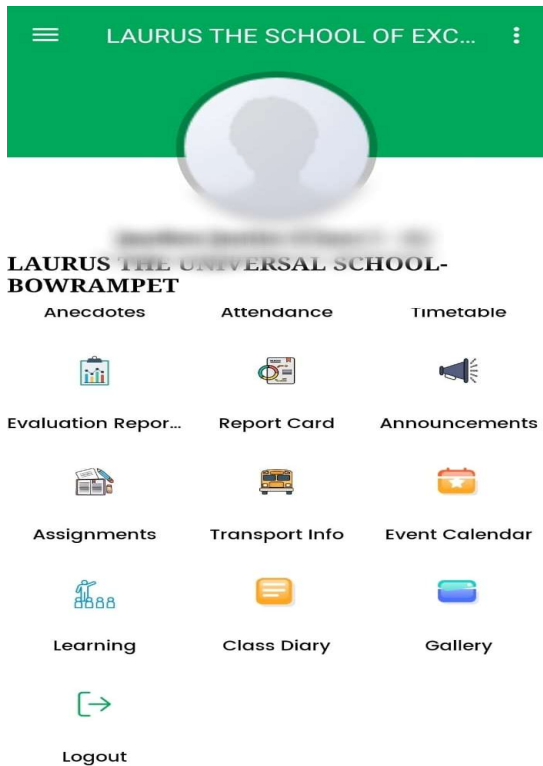 LAURUS THE SCHOOL OF EXC...
LAURUS THE UNIVERSAL SCHOOL-
BOWRAMPET
Anecdotes Attendance Timetable
Evaluation Repor... Report Card Announcements
Assignments Transport Info Event Calendar
Learning Class Diary Gallery
Logout